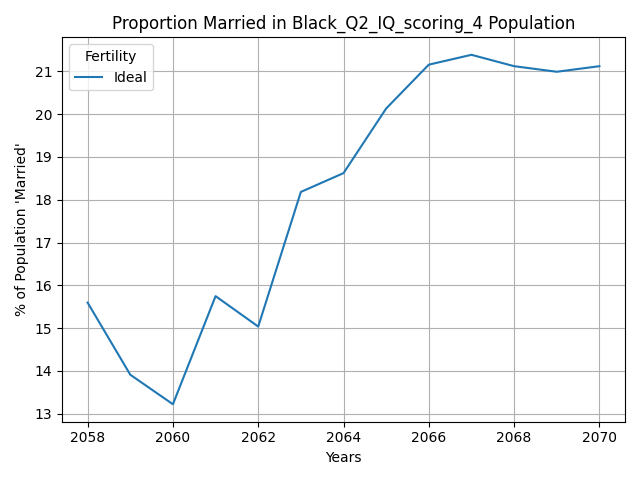 Proportion Married in Black_Q2_IQ_scoring_4 Population
Fertility
Ideal
% of Population 'Married'
21
20
19
18
17
16
15
14
13
2058 2060 2062 2064 2066 2068 2070
Years